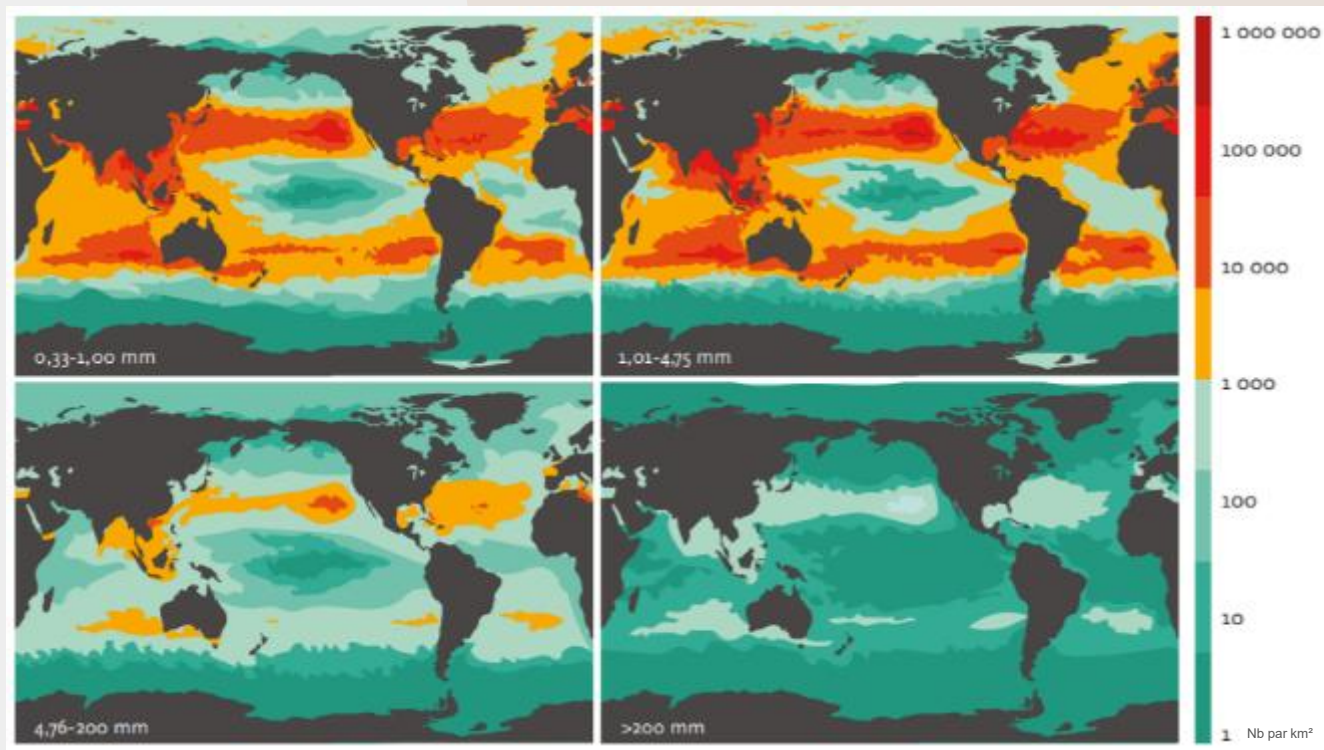 0,33-1,00 mm
1,01-4,75 mm
4,76-200 mm
>200 mm
1 000 000
100 000
10 000
1 000
100
10
1 Nb par km²